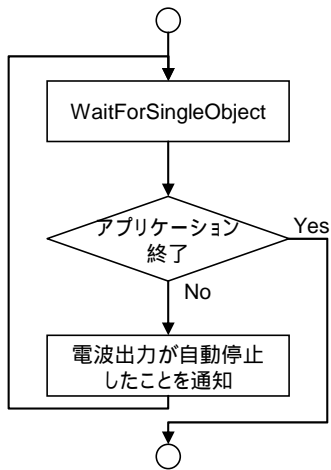 WaitForSingleObject
アプリケーション
終了
Yes
No
電波出力が自動停止
したことを通知